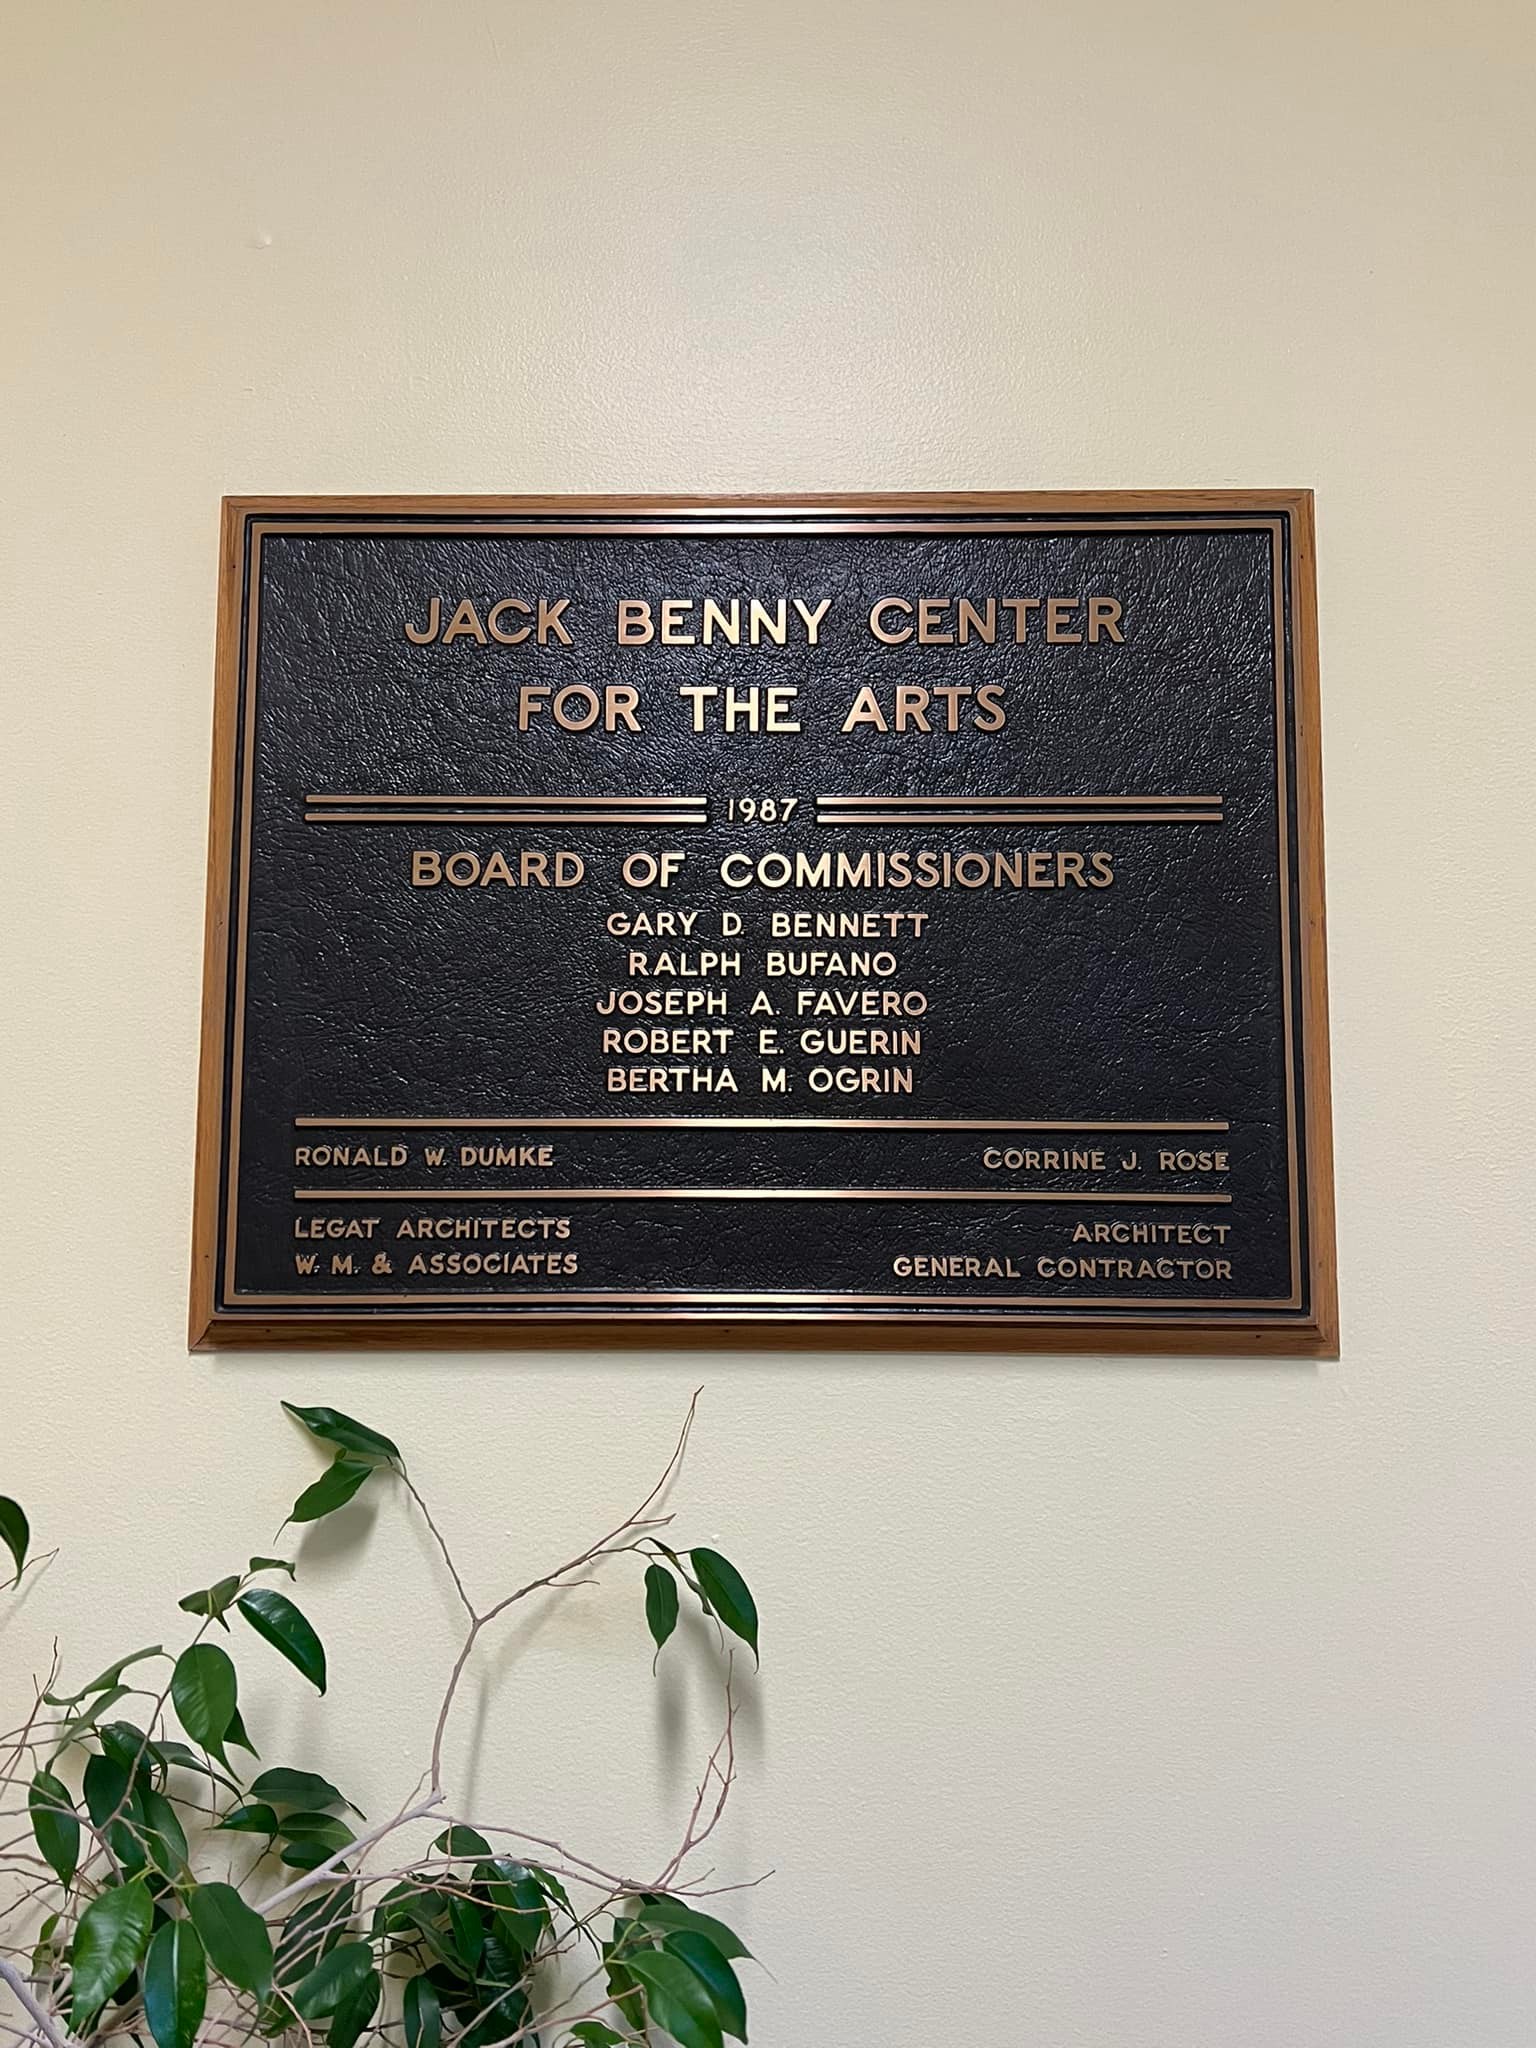 JACK BENNY CENTER
FOR THE ARTS
1987
BOARD OF COMMISSIONERS
GARY D. BENNETT
RALPH BUFANO
JOSEPH A. FAVERO
ROBERT E. GUERIN
BERTHA M. OGRIN
RONALD W. DUMKE CORRINE J. ROSE
LEGAT ARCHITECTS ARCHITECT
W. M. & ASSOCIATES GENERAL CONTRACTOR